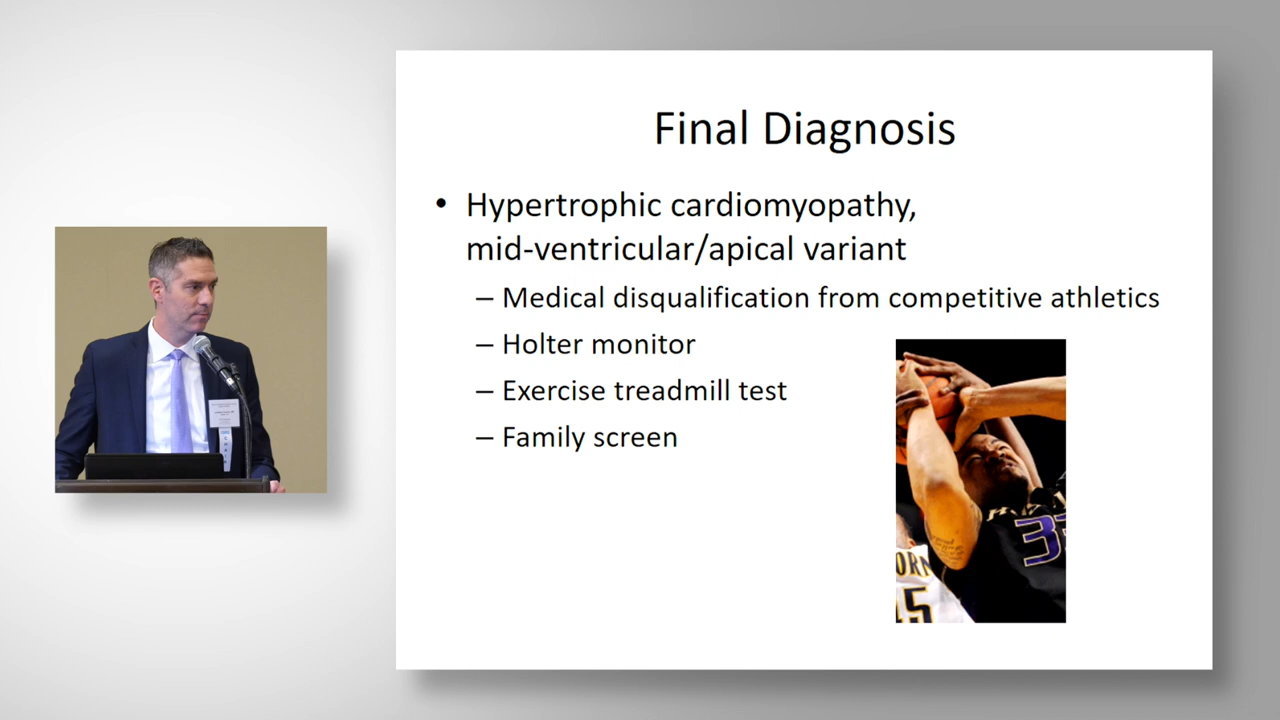 Final Diagnosis
• Hypertrophic cardiomyopathy,
mid-ventricular/apical variant
– Medical disqualification from competitive athletics
– Holter monitor
– Exercise treadmill test
– Family screen
45